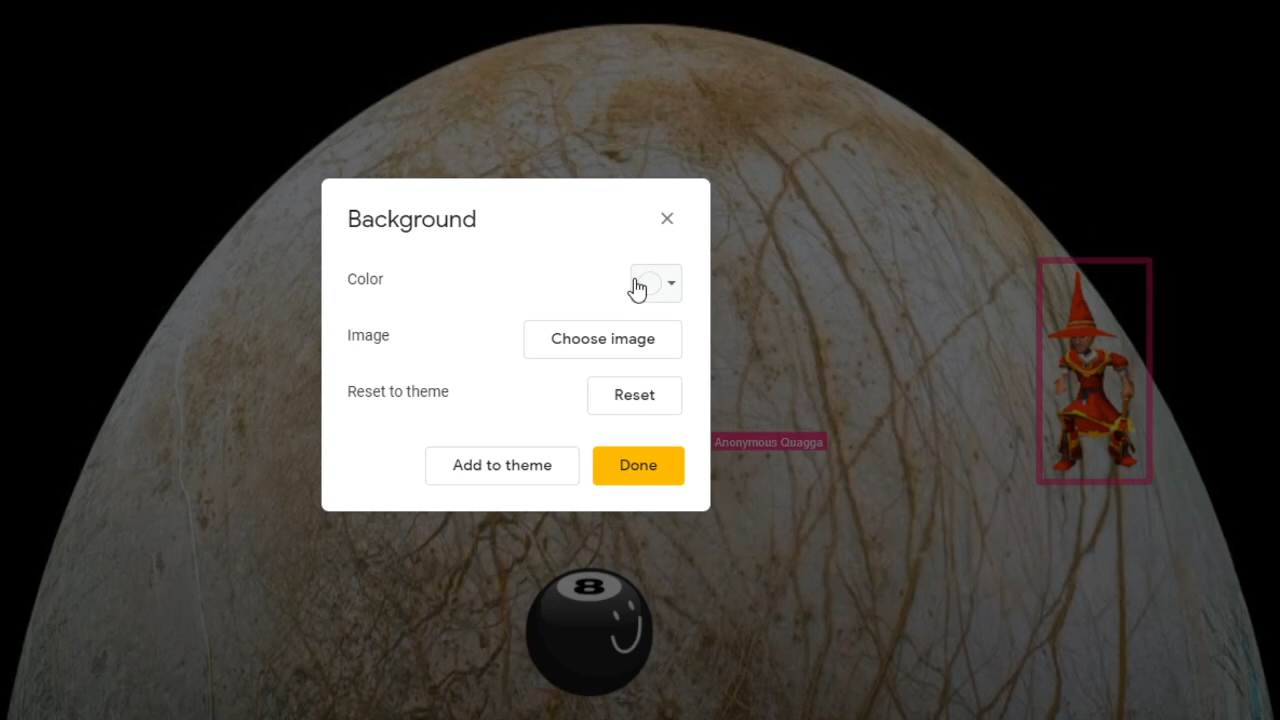 Background
Color
Image
Choose image
Reset to theme
Reset
Anonymous Quagga
Add to theme
Done
8